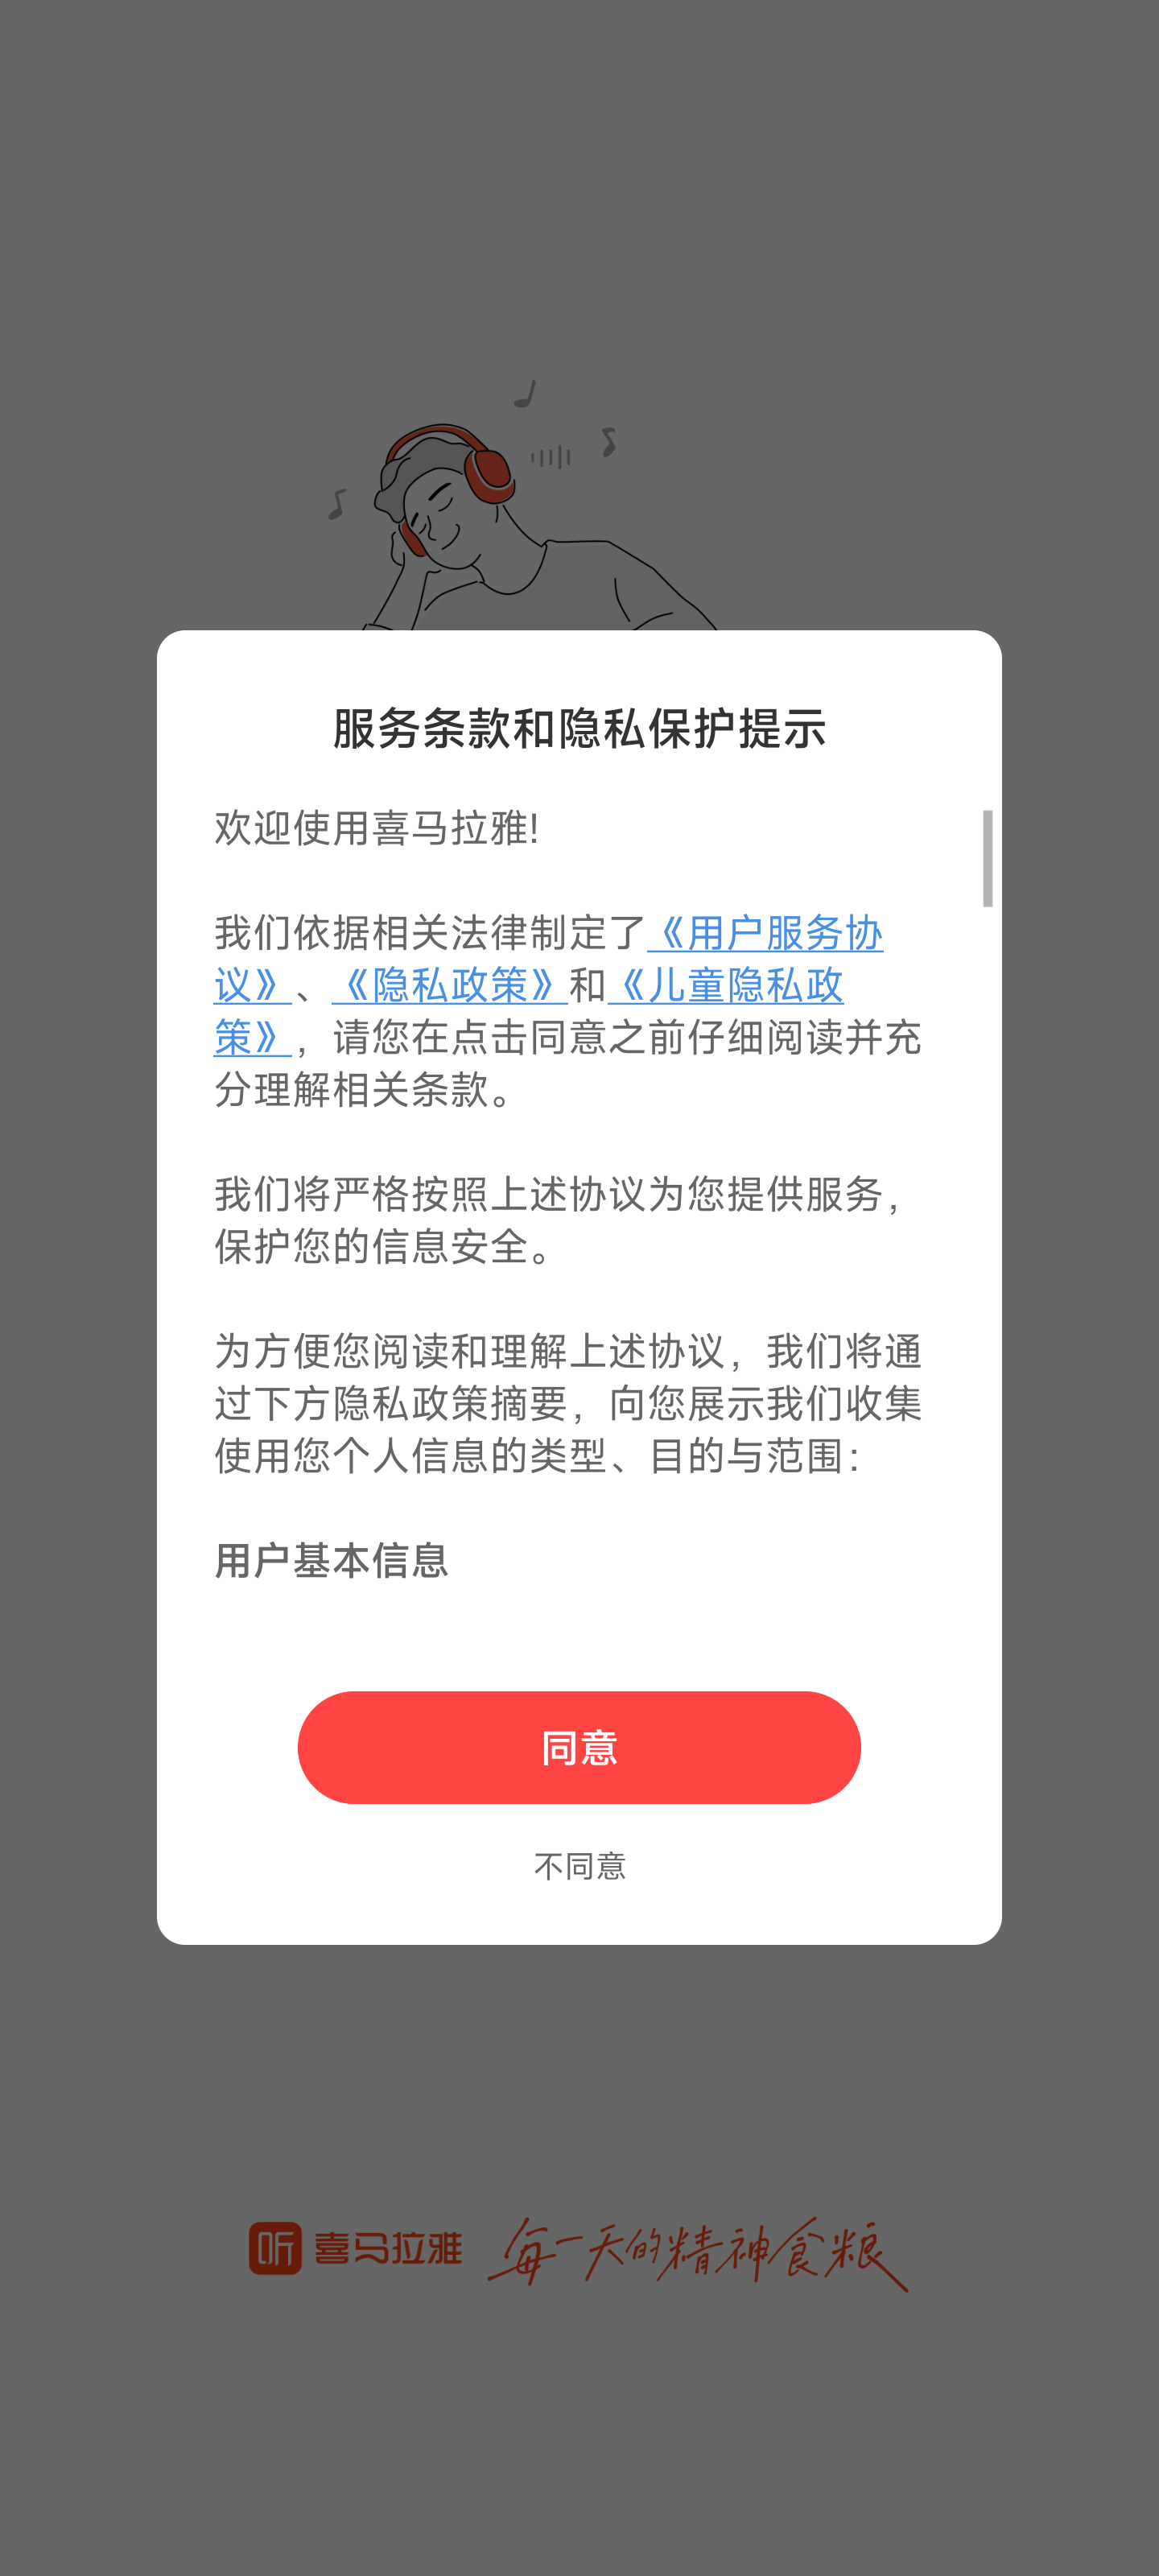 服务条款和隐私保护提示
欢迎使用喜马拉雅!
我们依据相关法律制定了《用户服务协
议》、《隐私政策》和《儿童隐私政
策》，请您在点击同意之前仔细阅读并充
分理解相关条款。
我们将严格按照上述协议为您提供服务，
保护您的信息安全。
为方便您阅读和理解上述协议，我们将通
过下方隐私政策摘要，向您展示我们收集
使用您个人信息的类型、目的与范围：
用户基本信息
同意
不同意
听 喜马拉雅 每一天的精神食粮